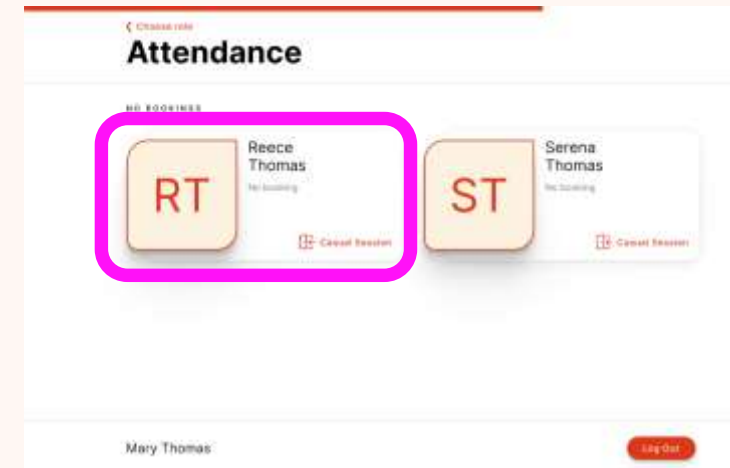 Choose role
Attendance
NO BOOKINGS
RT
Reece
Thomas
No booking
Casual Session
ST
Serena
Thomas
No booking
Casual Session
Mary Thomas
Log Out